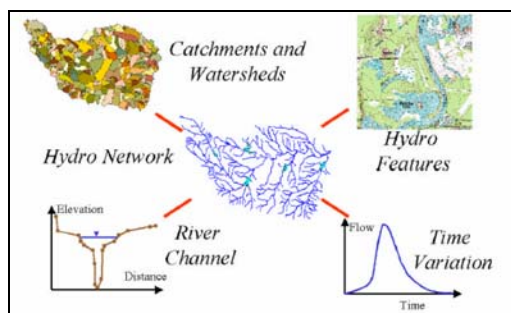 Catchments and
Watersheds
Hydro Network
Hydro
Features
Elevation
River
Channel
Distance
Flow
Time
Variation
Time